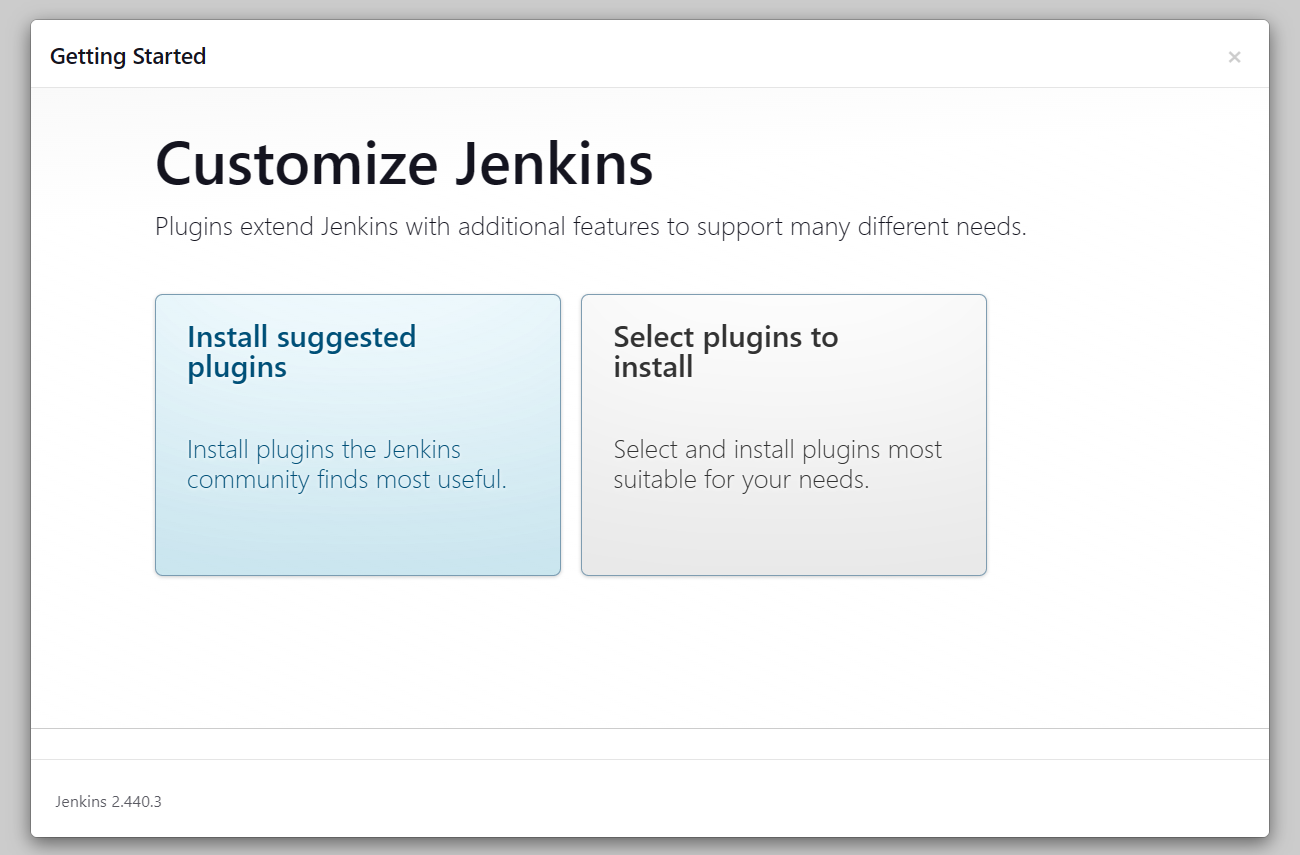 Getting Started
×
Customize Jenkins
Plugins extend Jenkins with additional features to support many different needs.
Install suggested
plugins
Install plugins the Jenkins
community finds most useful.
Select plugins to
install
Select and install plugins most
suitable for your needs.
Jenkins 2.440.3